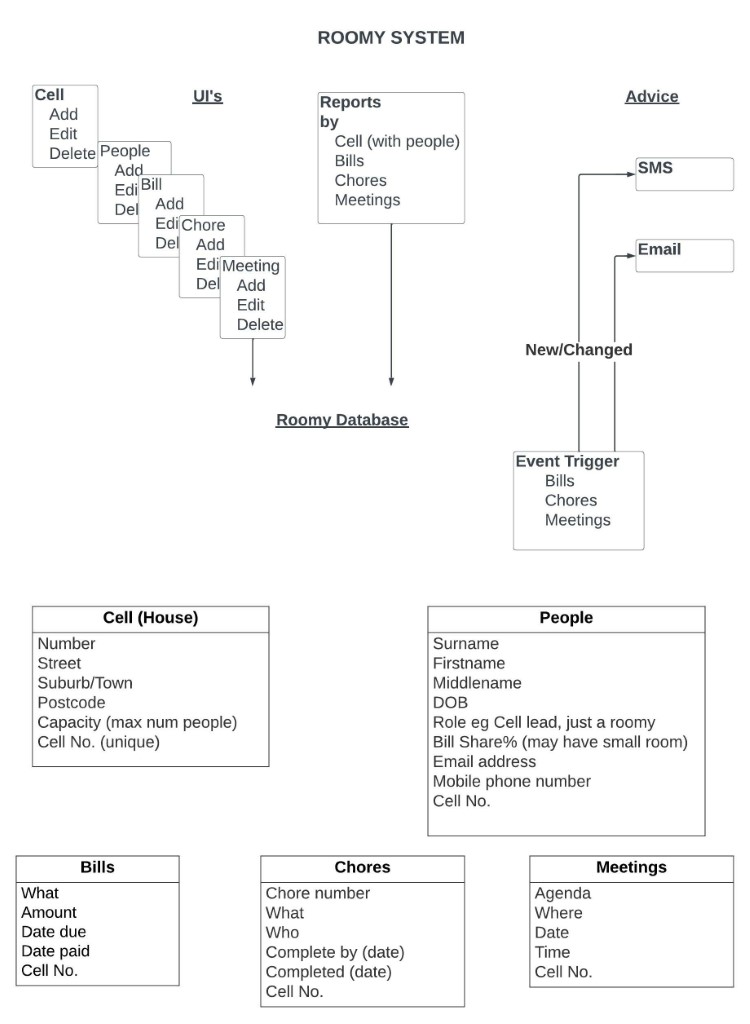 ROOMY SYSTEM
UI's
Cell
Add
Edit
Delete
People
Add
Edi
Del
Bill
Add
Edi
Del
Chore
Add
Edi
Del
Meeting
Add
Edit
Delete
Reports
by
Cell (with people)
Bills
Chores
Meetings
Advice
SMS
Email
New/Changed
Roomy Database
Event Trigger
Bills
Chores
Meetings
Cell (House)
Number
Street
Suburb/Town
Postcode
Capacity (max num people)
Cell No. (unique)
People
Surname
Firstname
Middlename
DOB
Role eg Cell lead, just a roomy
Bill Share% (may have small room)
Email address
Mobile phone number
Cell No.
Bills
What
Amount
Date due
Date paid
Cell No.
Chores
Chore number
What
Who
Complete by (date)
Completed (date)
Cell No.
Meetings
Agenda
Where
Date
Time
Cell No.